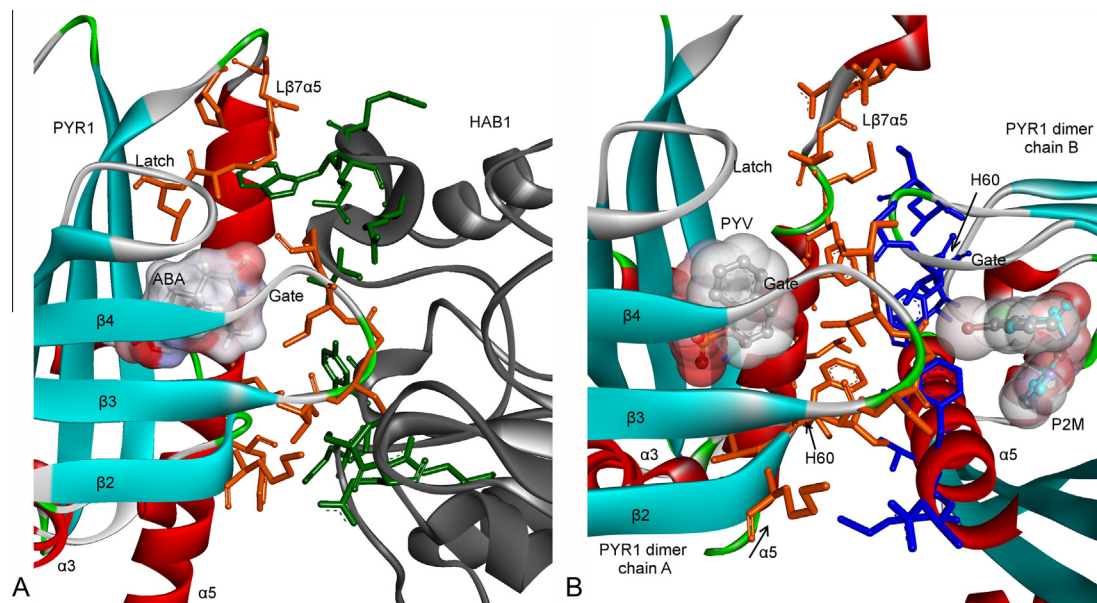 Lβ7α5
PYR1
HAB1
Latch
ABA
Gate
β4
β3
β2
α3
α5
A
Lβ7α5
PYR1 dimer
chain B
Latch
H60
PYV
Gate
Gate
β4
β3
P2M
α3
H60
α5
β2
α5
PYR1 dimer
chain A
B